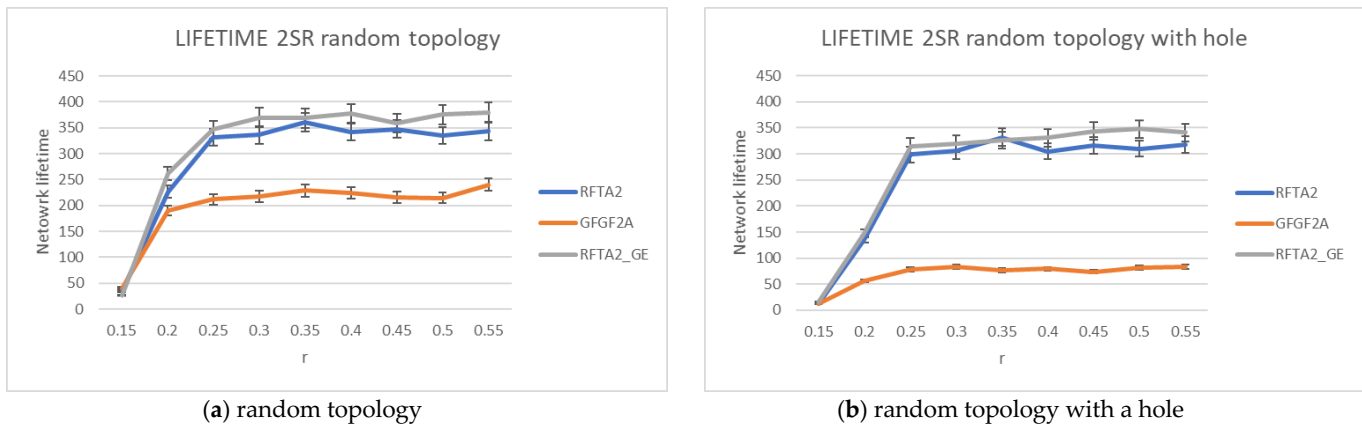 LIFETIME 2SR random topology
Netowrk lifetime
450
400
350
300
250
200
150
100
50
0
0.15 0.2 0.25 0.3 0.35 0.4 0.45 0.5 0.55
r
RFTA2
GFGF2A
RFTA2_GE
(a) random topology
LIFETIME 2SR random topology with hole
Network lifetime
450
400
350
300
250
200
150
100
50
0
0.15 0.2 0.25 0.3 0.35 0.4 0.45 0.5 0.55
r
RFTA2
GFGF2A
RFTA2_GE
(b) random topology with a hole